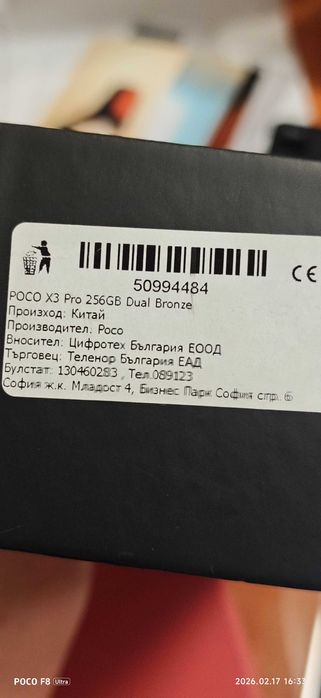 50994484
POCO X3 Pro 256GB Dual Bronze
Произход: Китай
Производител: Poco
Вносител: Цифротех България ЕООД
Търговец: Теленор България ЕАД
Булстат: 130460283 , Тел.089123
София ж.к. Младост 4, Бизнес Парк София стр. 6
CE
POCO F8 Ultra
2026.02.17 16:33